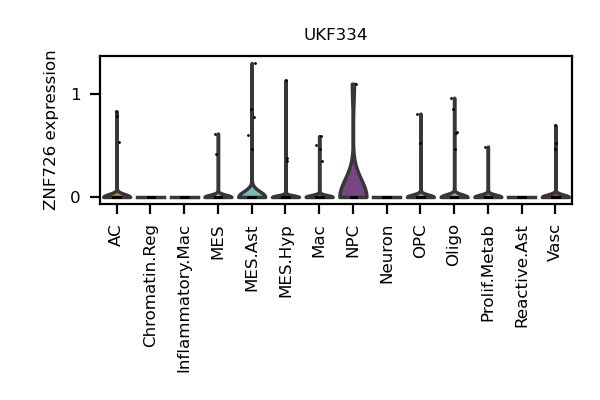 UKF334
ZNF726 expression
1
0
AC
Chromatin.Reg
Inflammatory.Mac
MES
MES.Ast
MES.Hyp
Mac
NPC
Neuron
OPC
Oligo
Prolif.Metab
Reactive.Ast
Vasc